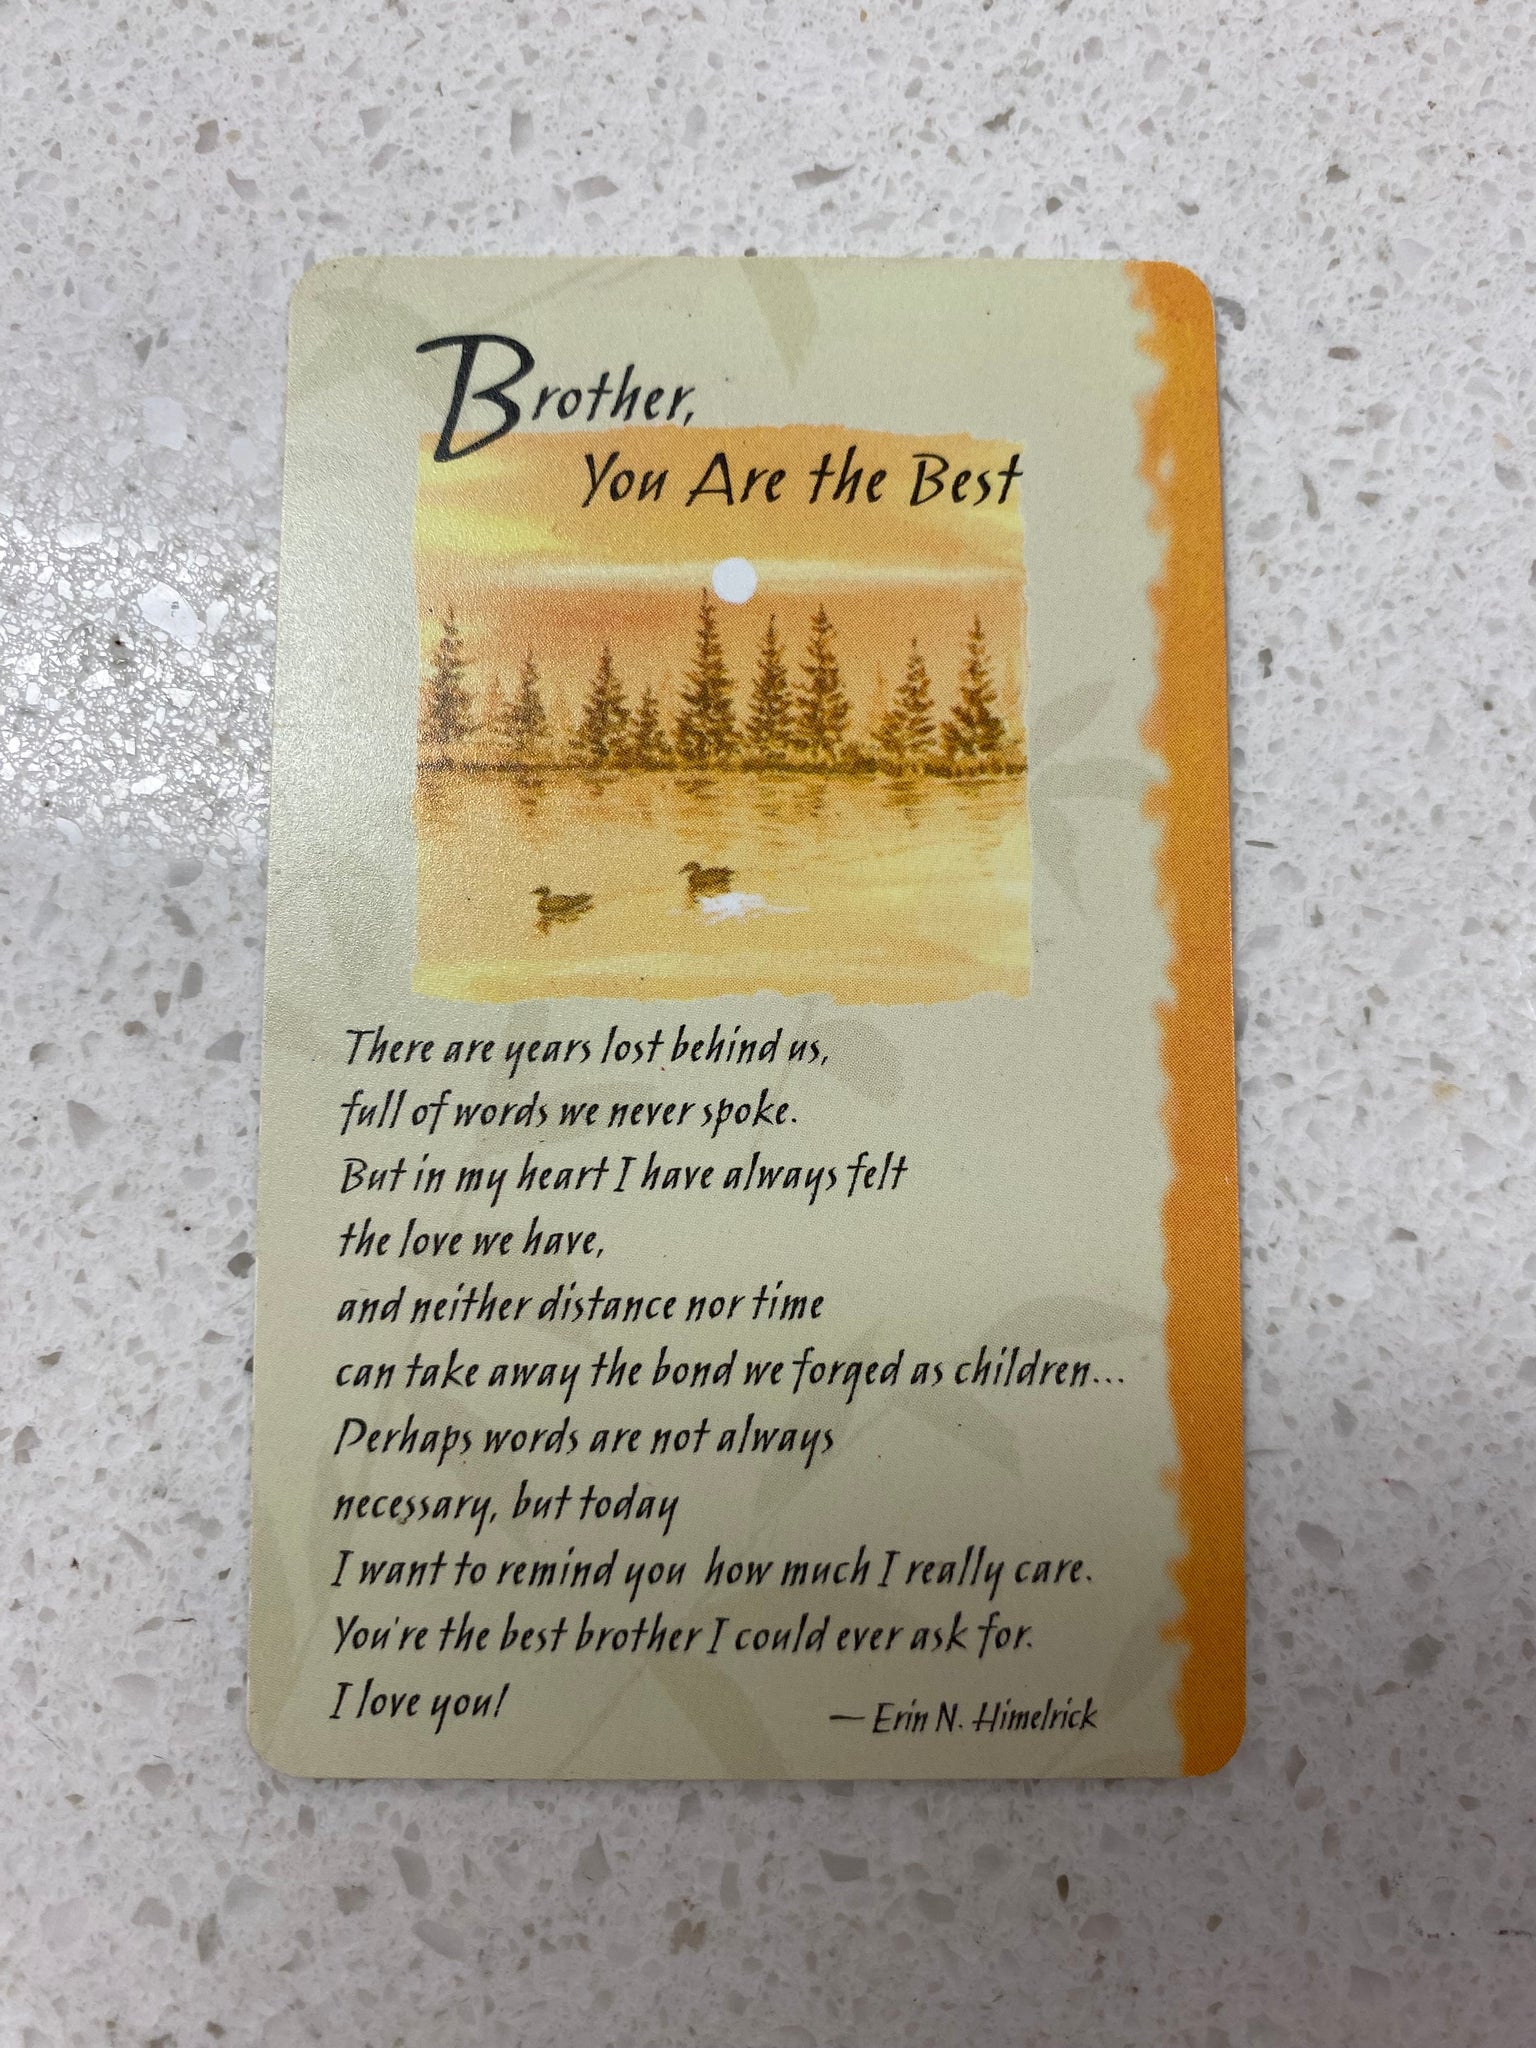 Brother,
You Are the Best
There are years lost behind us,
full of words we never spoke.
But in my heart I have always felt
the love we have,
and neither distance nor time
can take away the bond we forged as children...
Perhaps words are not always
necessary, but today
I want to remind you how much I really care.
You're the best brother I could ever ask for.
I love you!
— Erin N. Himelrick